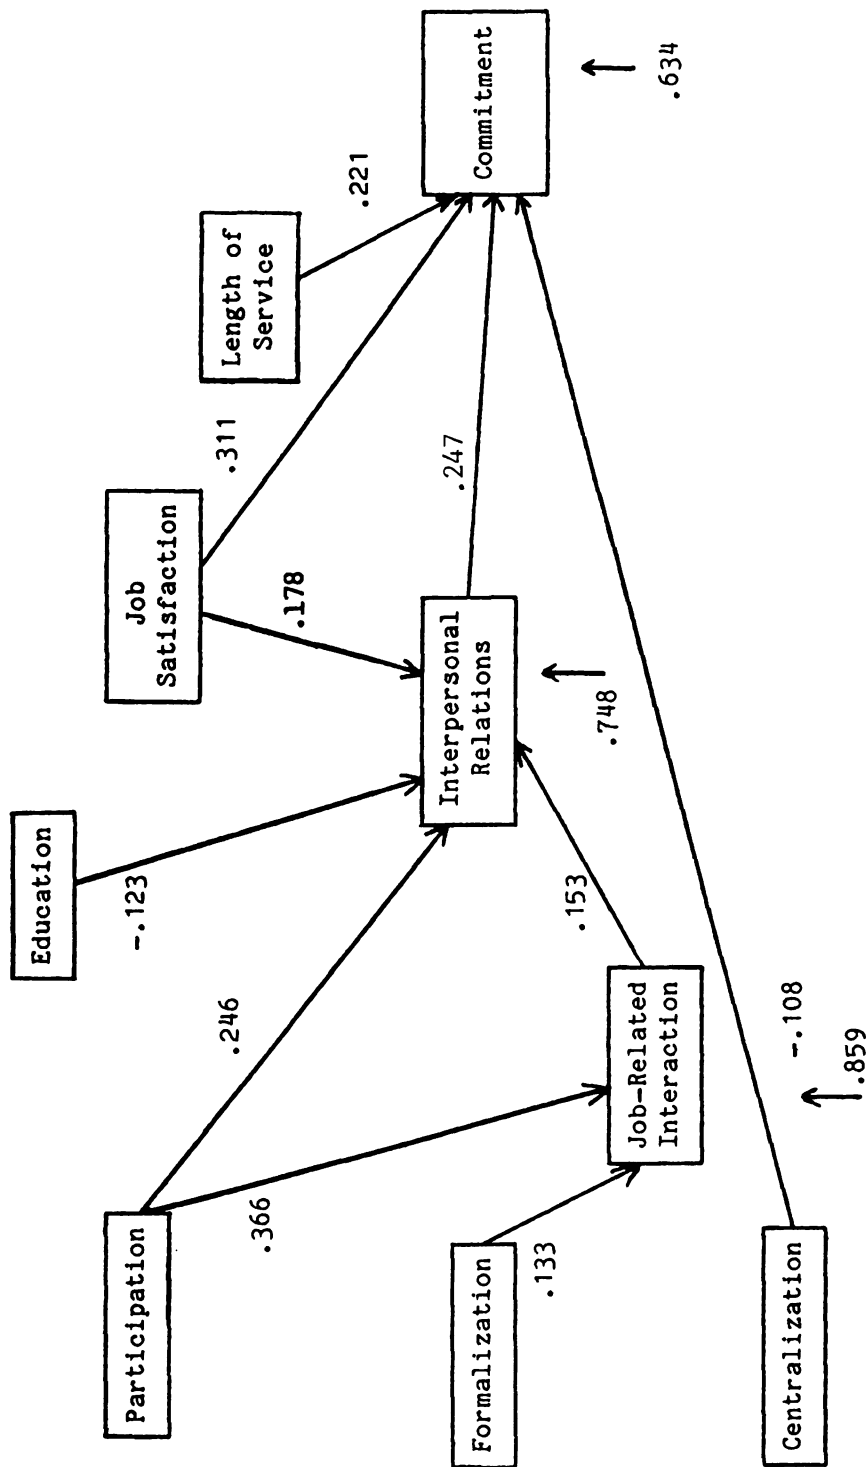 Education
-.123
Participation
.246
.366
Job
Satisfaction
.311
.178
Length of
Service
.221
Commitment
.634
Interpersonal
Relations
.247
.748
Formalization
.133
Job-Related
Interaction
.153
Centralization
-.108
.859